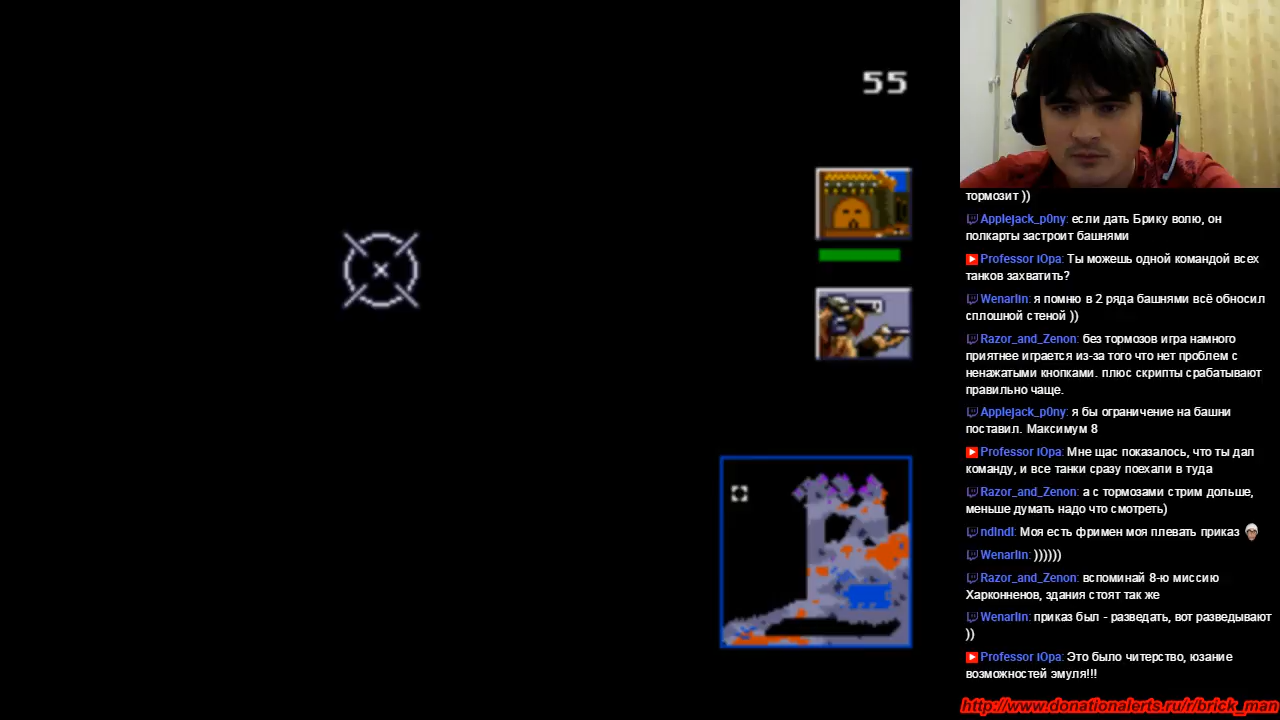 55
тормозит ))
Applejack_p0ny: если дать Брику волю, он
полкарты застроит башнями
Professor lOpa: Ты можешь одной командой всех
танков захватить?
Wenarlin: я помню в 2 ряда башнями всё обносил
сплошной стеной ))
Razor_and_Zenon: без тормозов игра намного
приятнее играется из-за того что нет проблем с
ненажатыми кнопками. плюс скрипты срабатывают
правильно чаще.
Applejack_p0ny: я бы ограничение на башни
поставил. Максимум 8
Professor lOpa: Мне щас показалось, что ты дал
команду, и все танки сразу поехали в туда
Razor_and_Zenon: а с тормозами стрим дольше,
меньше думать надо что смотреть)
ndIndI: Моя есть фримен моя плевать приказ
Wenarlin: ))))))
Razor_and_Zenon: вспоминай 8-ю миссию
Харконненов, здания стоят так же
Wenarlin: приказ был - разведать, вот разведывают
))
Professor lOpa: Это было читерство, юзание
возможностей эмуля!!!
http://www.donationalerts.ru/r/brick_man